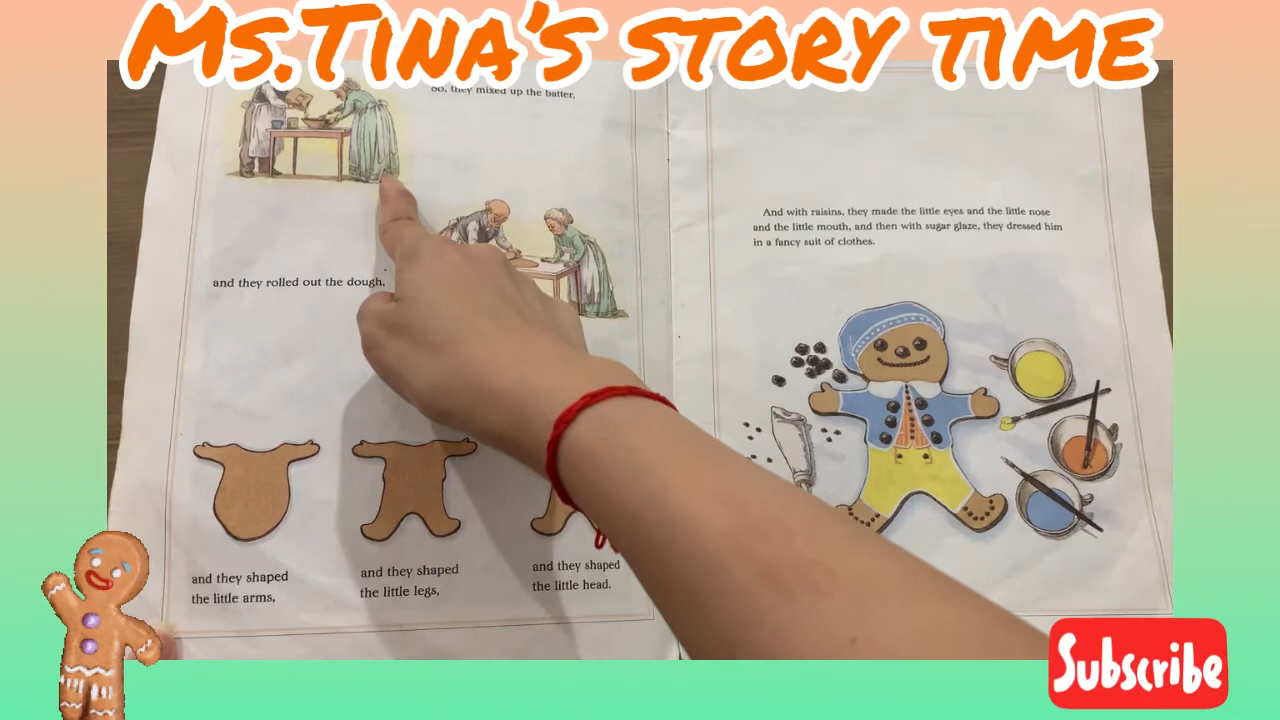 Ms.Tina's story time
So, they mixed up the batter,
and they rolled out the dough,
and they shaped
the little arms,
and they shaped
the little legs,
and they shaped
the little head.
And with raisins, they made the little eyes and the little nose
and the little mouth, and then with sugar glaze, they dressed him
in a fancy suit of clothes.
Subscribe